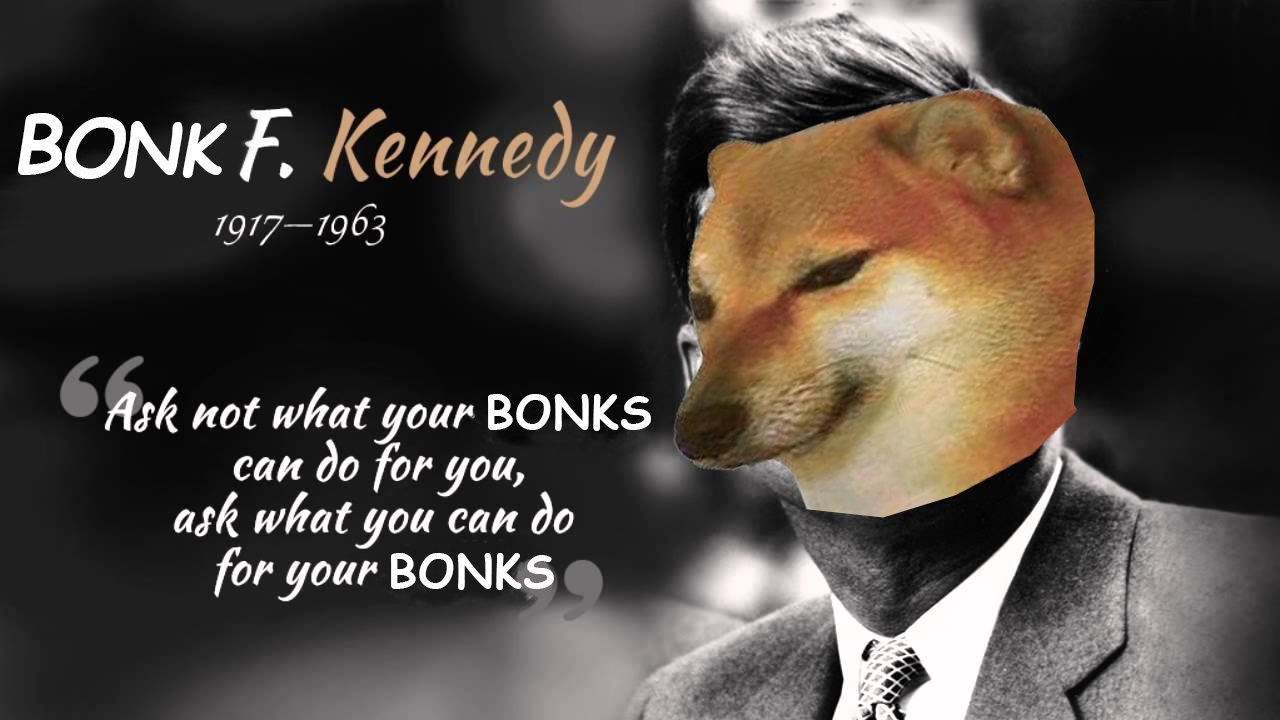 BONK F. Kennedy
1917—1963
“Ask not what your BONKS
can do for you,
ask what you can do
for your BONKS”